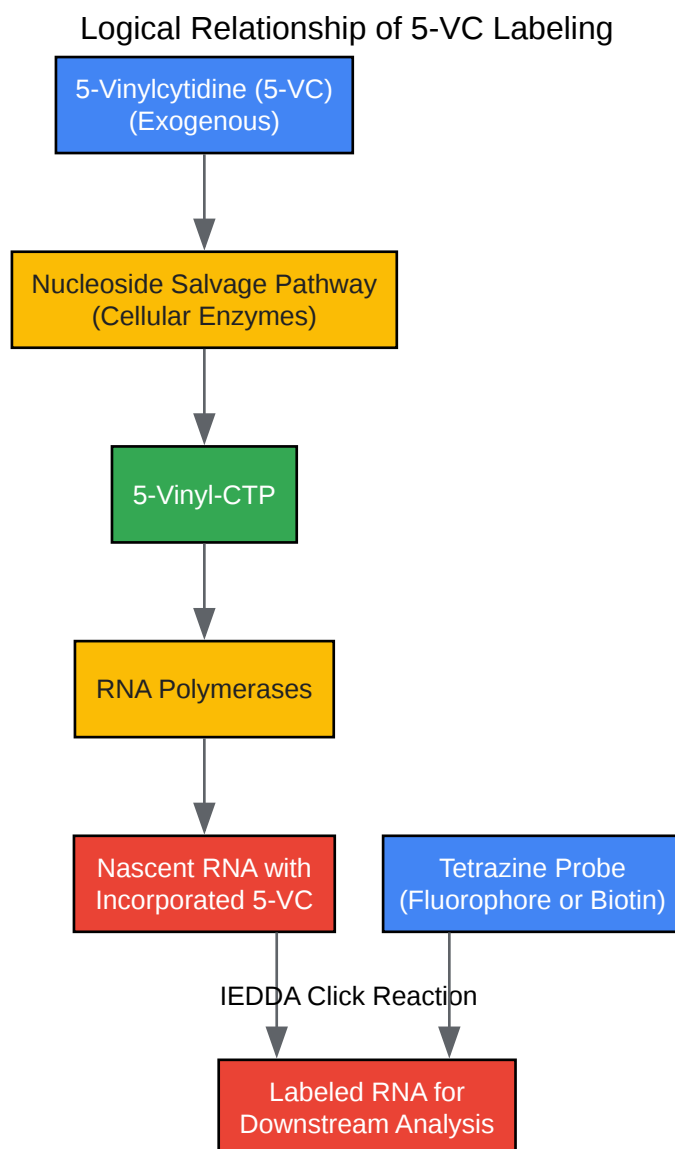 Logical Relationship of 5-VC Labeling
5-Vinylcytidine (5-VC)
(Exogenous)
Nucleoside Salvage Pathway
(Cellular Enzymes)
5-Vinyl-CTP
RNA Polymerases
Nascent RNA with
Incorporated 5-VC
Tetrazine Probe
(Fluorophore or Biotin)
IEDDA Click Reaction
Labeled RNA for
Downstream Analysis